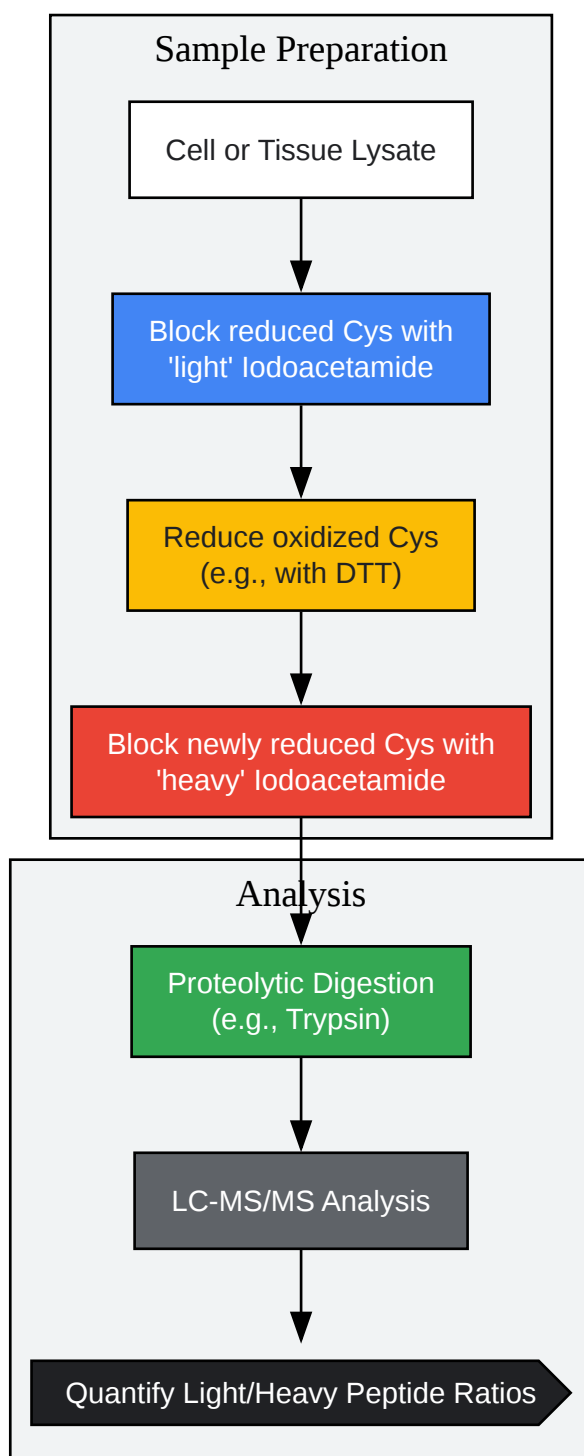 Sample Preparation
Cell or Tissue Lysate
Block reduced Cys with
'light' Iodoacetamide
Reduce oxidized Cys
(e.g., with DTT)
Block newly reduced Cys with
'heavy' Iodoacetamide
Analysis
Proteolytic Digestion
(e.g., Trypsin)
LC-MS/MS Analysis
Quantify Light/Heavy Peptide Ratios